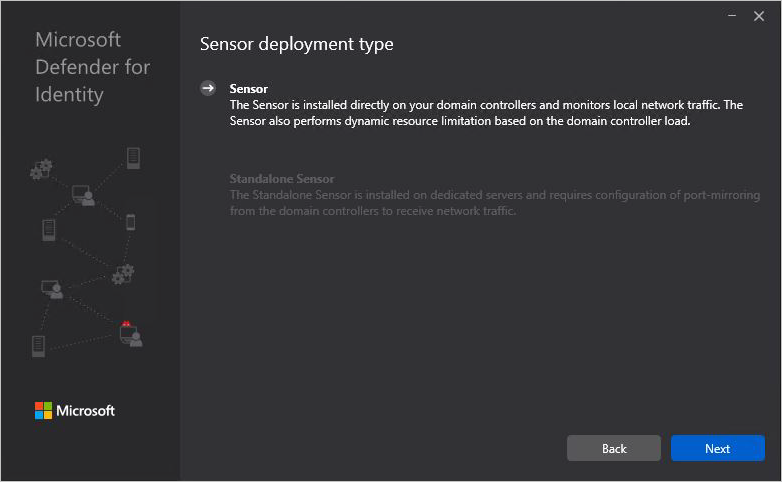 Microsoft
Defender for
Identity
Microsoft
Sensor deployment type
Sensor
The Sensor is installed directly on your domain controllers and monitors local network traffic. The
Sensor also performs dynamic resource limitation based on the domain controller load.
Standalone Sensor
The Standalone Sensor is installed on dedicated servers and requires configuration of port-mirroring
from the domain controllers to receive network traffic.
Back
Next